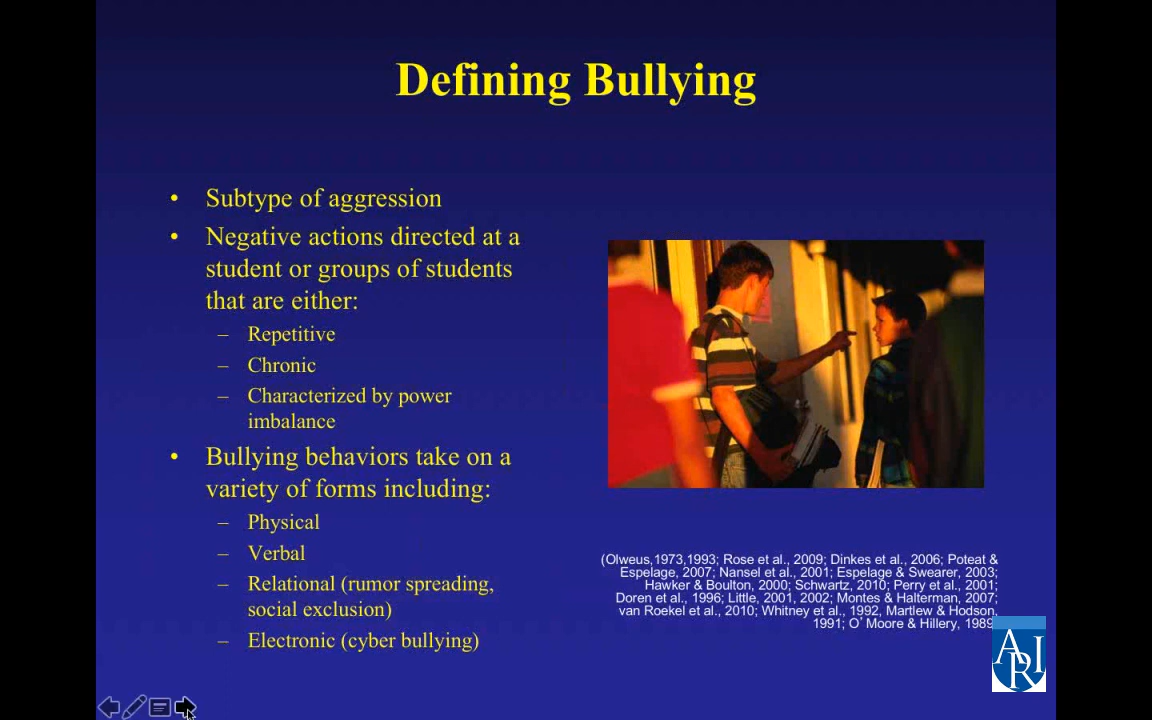 Defining Bullying
• Subtype of aggression
• Negative actions directed at a
student or groups of students
that are either:
– Repetitive
– Chronic
– Characterized by power
imbalance
• Bullying behaviors take on a
variety of forms including:
– Physical
– Verbal
– Relational (rumor spreading,
social exclusion)
– Electronic (cyber bullying)
(Olweus,1973,1993; Rose et al., 2009; Dinkes et al., 2006; Poteat &
Espelage, 2007; Nansel et al., 2001; Espelage & Swearer, 2003;
Hawker & Boulton, 2000; Schwartz, 2010; Perry et al., 2001;
Doren et al., 1996; Little, 2001, 2002; Montes & Halterman, 2007;
van Roekel et al., 2010; Whitney et al., 1992, Martlew & Hodson,
1991; O’ Moore & Hillery, 1989
ARI